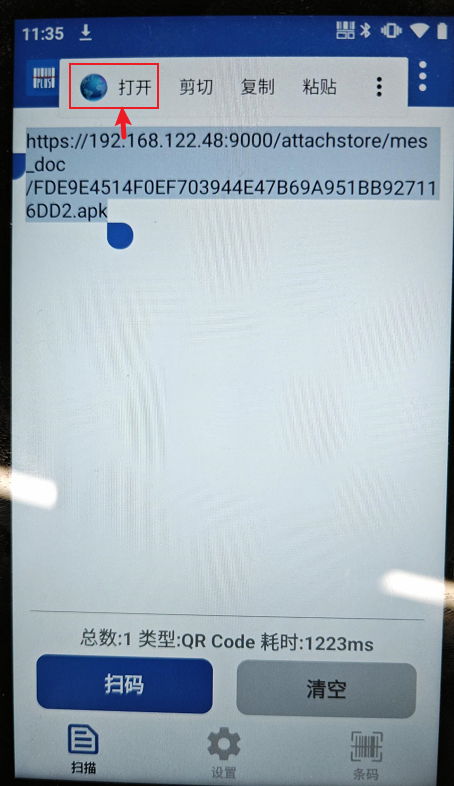 11:35
打开 剪切 复制 粘贴
https://192.168.122.48:9000/attachstore/mes
_doc
/FDE9E4514F0EF703944E47B69A951BB92711
6DD2.apk
总数:1 类型:QR Code 耗时:1223ms
扫码 清空
扫描 设置 条码